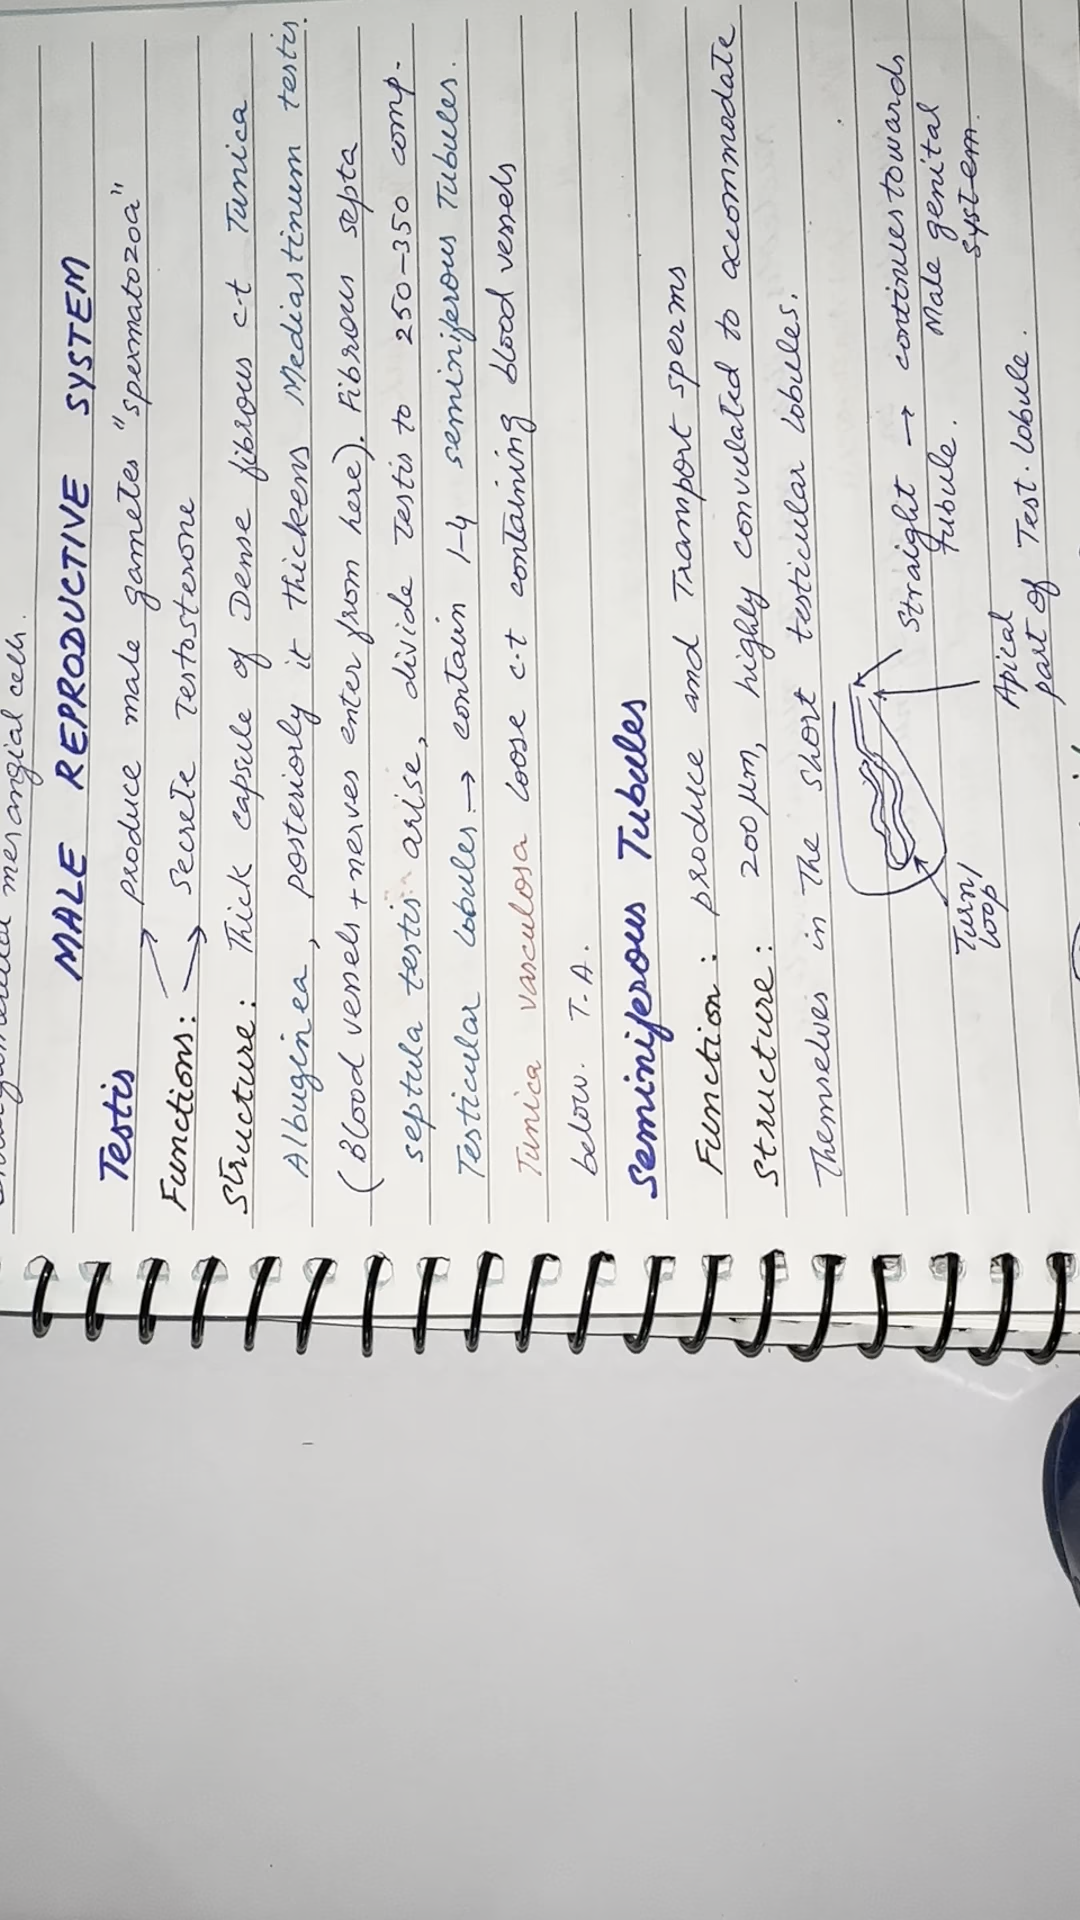 mesangial cell.
MALE REPRODUCTIVE SYSTEM
Testis
Functions: → produce male gametes "spermatozoa"
→ secrete Testosterone
Structure: Thick capsule of Dense fibrous c.t Tunica
Albuginea, posteriorly it thickens Mediastinum testis.
(Blood vessels + nerves enter from here). Fibrous septa
septula testis arise, divide Testis to 250-350 comp.
Testicular lobules. → contain 1-4 seminiferous Tubules.
Tunica vasculosa loose c.t containing blood vessels
below. T.A.
Seminiferous Tubules
Function: produce and Transport sperms
Structure: 200 μm, highly convulated to accommodate
Themselves in The short testicular lobules.
straight → continues towards
tubule. Male genital
system.
Turn/
loop
Apical
part of Test. lobule.